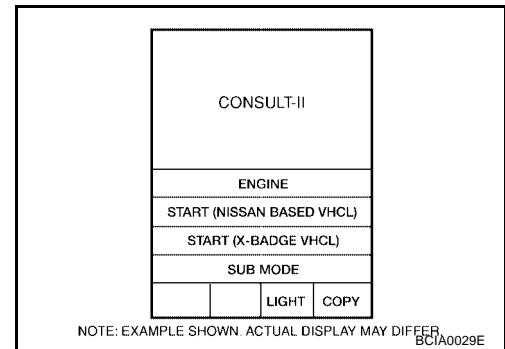 CONSULT-II
ENGINE
START (NISSAN BASED VHCL)
START (X-BADGE VHCL)
SUB MODE
LIGHT COPY
NOTE: EXAMPLE SHOWN. ACTUAL DISPLAY MAY DIFFER.
BCIA0029E